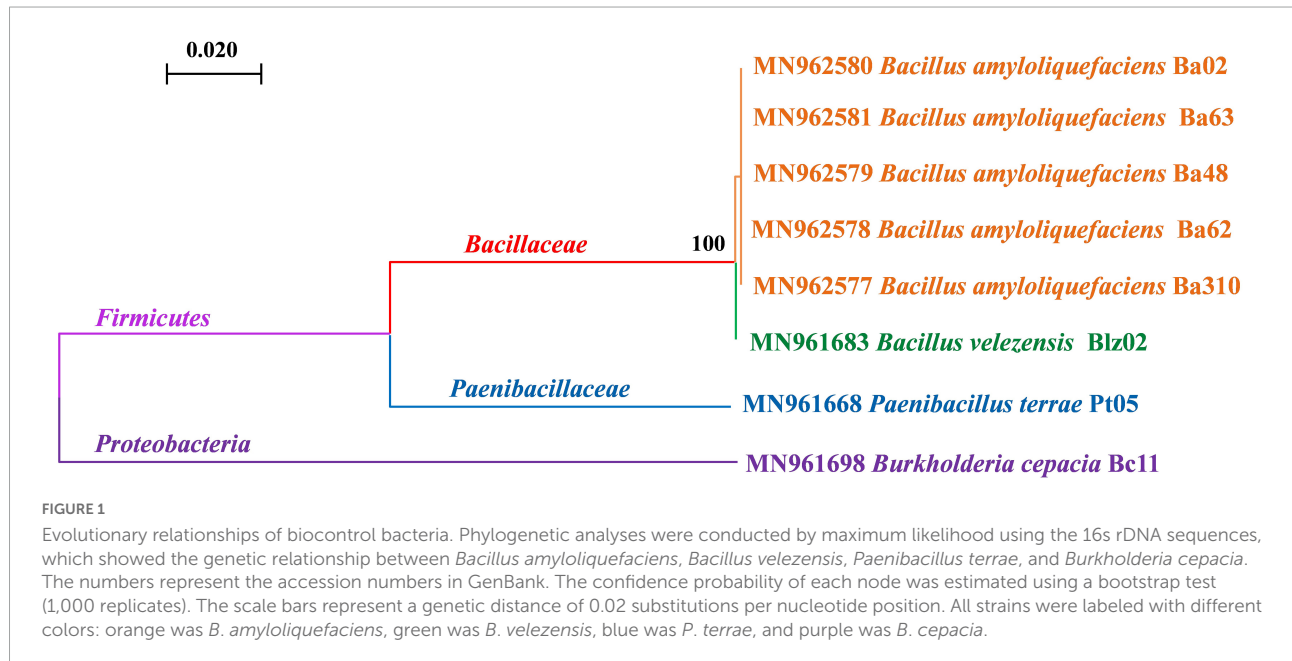 0.020
MN962580 Bacillus amyloliquefaciens Ba02
MN962581 Bacillus amyloliquefaciens Ba63
MN962579 Bacillus amyloliquefaciens Ba48
MN962578 Bacillus amyloliquefaciens Ba62
Bacillaceae
100
MN962577 Bacillus amyloliquefaciens Ba310
Firmicutes
MN961683 Bacillus velezensis Blz02
Paenibacillaceae
MN961668 Paenibacillus terrae Pt05
Proteobacteria
MN961698 Burkholderia cepacia Bc11
FIGURE 1
Evolutionary relationships of biocontrol bacteria. Phylogenetic analyses were conducted by maximum likelihood using the 16s rDNA sequences,
which showed the genetic relationship between Bacillus amyloliquefaciens, Bacillus velezensis, Paenibacillus terrae, and Burkholderia cepacia.
The numbers represent the accession numbers in GenBank. The confidence probability of each node was estimated using a bootstrap test
(1,000 replicates). The scale bars represent a genetic distance of 0.02 substitutions per nucleotide position. All strains were labeled with different
colors: orange was B. amyloliquefaciens, green was B. velezensis, blue was P. terrae, and purple was B. cepacia.